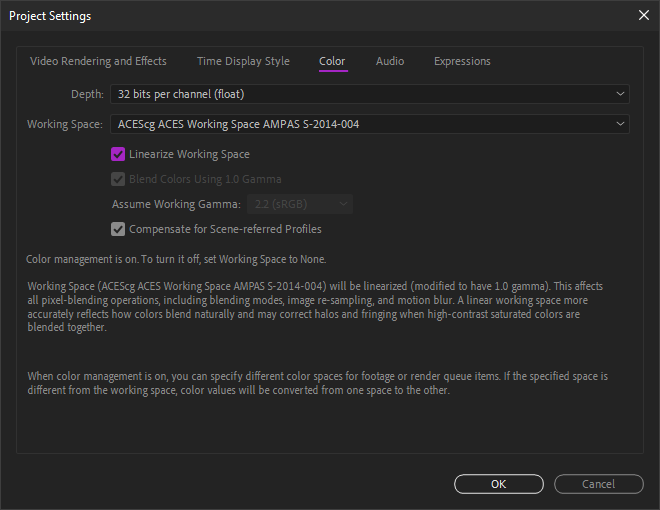 Project Settings
Video Rendering and Effects Time Display Style Color Audio Expressions
Depth: 32 bits per channel (float)
Working Space: ACEScg ACES Working Space AMPAS S-2014-004
Linearize Working Space
Blend Colors Using 1.0 Gamma
Assume Working Gamma: 2.2 (sRGB)
Compensate for Scene-referred Profiles
Color management is on. To turn it off, set Working Space to None.
Working Space (ACEScg ACES Working Space AMPAS S-2014-004) will be linearized (modified to have 1.0 gamma). This affects
all pixel-blending operations, including blending modes, image re-sampling, and motion blur. A linear working space more
accurately reflects how colors blend naturally and may correct halos and fringing when high-contrast saturated colors are
blended together.
When color management is on, you can specify different color spaces for footage or render queue items. If the specified space is
different from the working space, color values will be converted from one space to the other.
OK Cancel